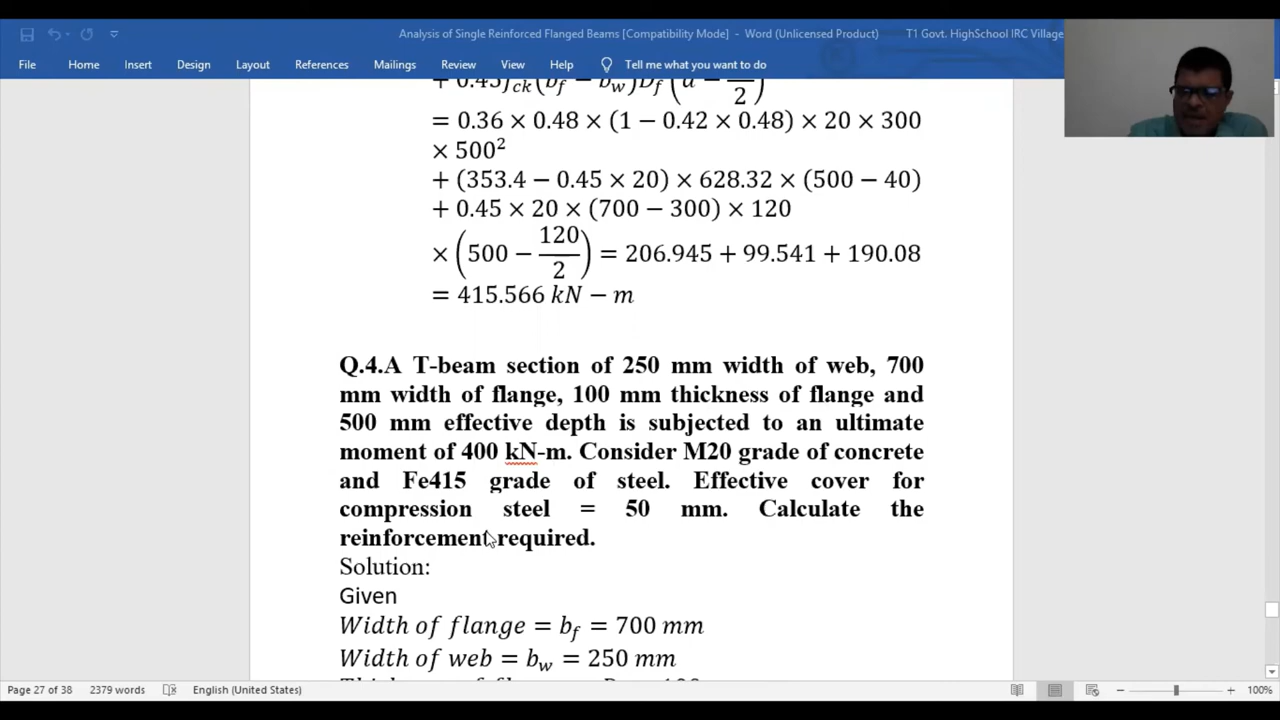 Analysis of Single Reinforced Flanged Beams [Compatibility Mode] - Word (Unlicensed Product)
T1 Govt. HighSchool IRC Village
File Home Insert Design Layout References Mailings Review View Help Tell me what you want to do
+ 0.45f_ck(b_f − b_w)D_f (d − /2)
= 0.36 × 0.48 × (1 − 0.42 × 0.48) × 20 × 300
× 500²
+ (353.4 − 0.45 × 20) × 628.32 × (500 − 40)
+ 0.45 × 20 × (700 − 300) × 120
× (500 − 120/2) = 206.945 + 99.541 + 190.08
= 415.566 kN − m
Q.4.A T-beam section of 250 mm width of web, 700
mm width of flange, 100 mm thickness of flange and
500 mm effective depth is subjected to an ultimate
moment of 400 kN-m. Consider M20 grade of concrete
and Fe415 grade of steel. Effective cover for
compression steel = 50 mm. Calculate the
reinforcement required.
Solution:
Given
Width of flange = b_f = 700 mm
Width of web = b_w = 250 mm
Page 27 of 38 2379 words English (United States) 100%